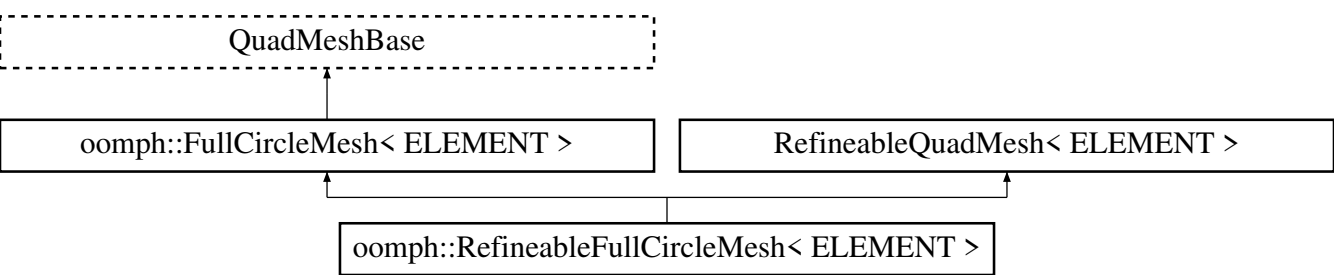 QuadMeshBase
oomph::FullCircleMesh< ELEMENT >
RefineableQuadMesh< ELEMENT >
oomph::RefineableFullCircleMesh< ELEMENT >